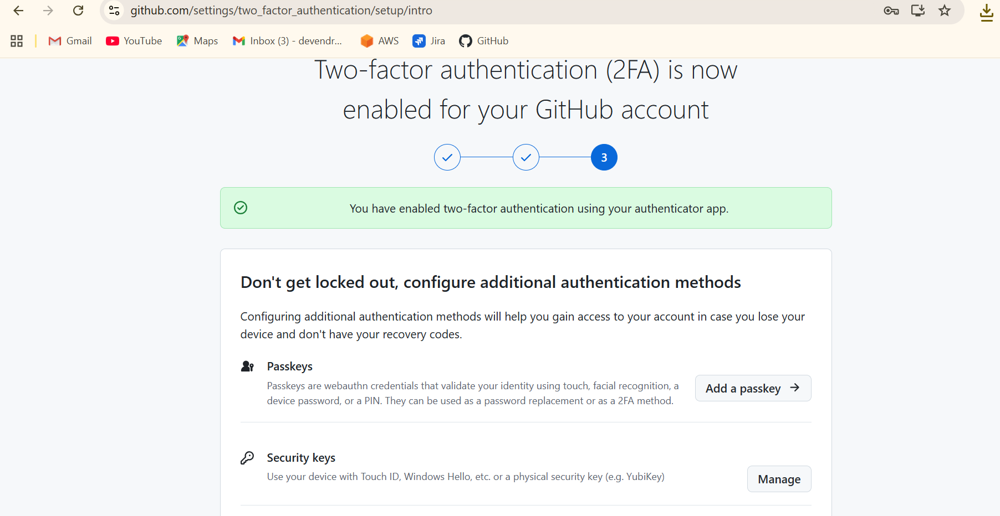 github.com/settings/two_factor_authentication/setup/intro
Gmail
YouTube
Maps
Inbox (3) - devendr...
AWS
Jira
GitHub
Two-factor authentication (2FA) is now
enabled for your GitHub account
3
You have enabled two-factor authentication using your authenticator app.
Don't get locked out, configure additional authentication methods
Configuring additional authentication methods will help you gain access to your account in case you lose your
device and don't have your recovery codes.
Passkeys
Passkeys are webauthn credentials that validate your identity using touch, facial recognition, a
device password, or a PIN. They can be used as a password replacement or as a 2FA method.
Add a passkey
Security keys
Use your device with Touch ID, Windows Hello, etc. or a physical security key (e.g. YubiKey)
Manage